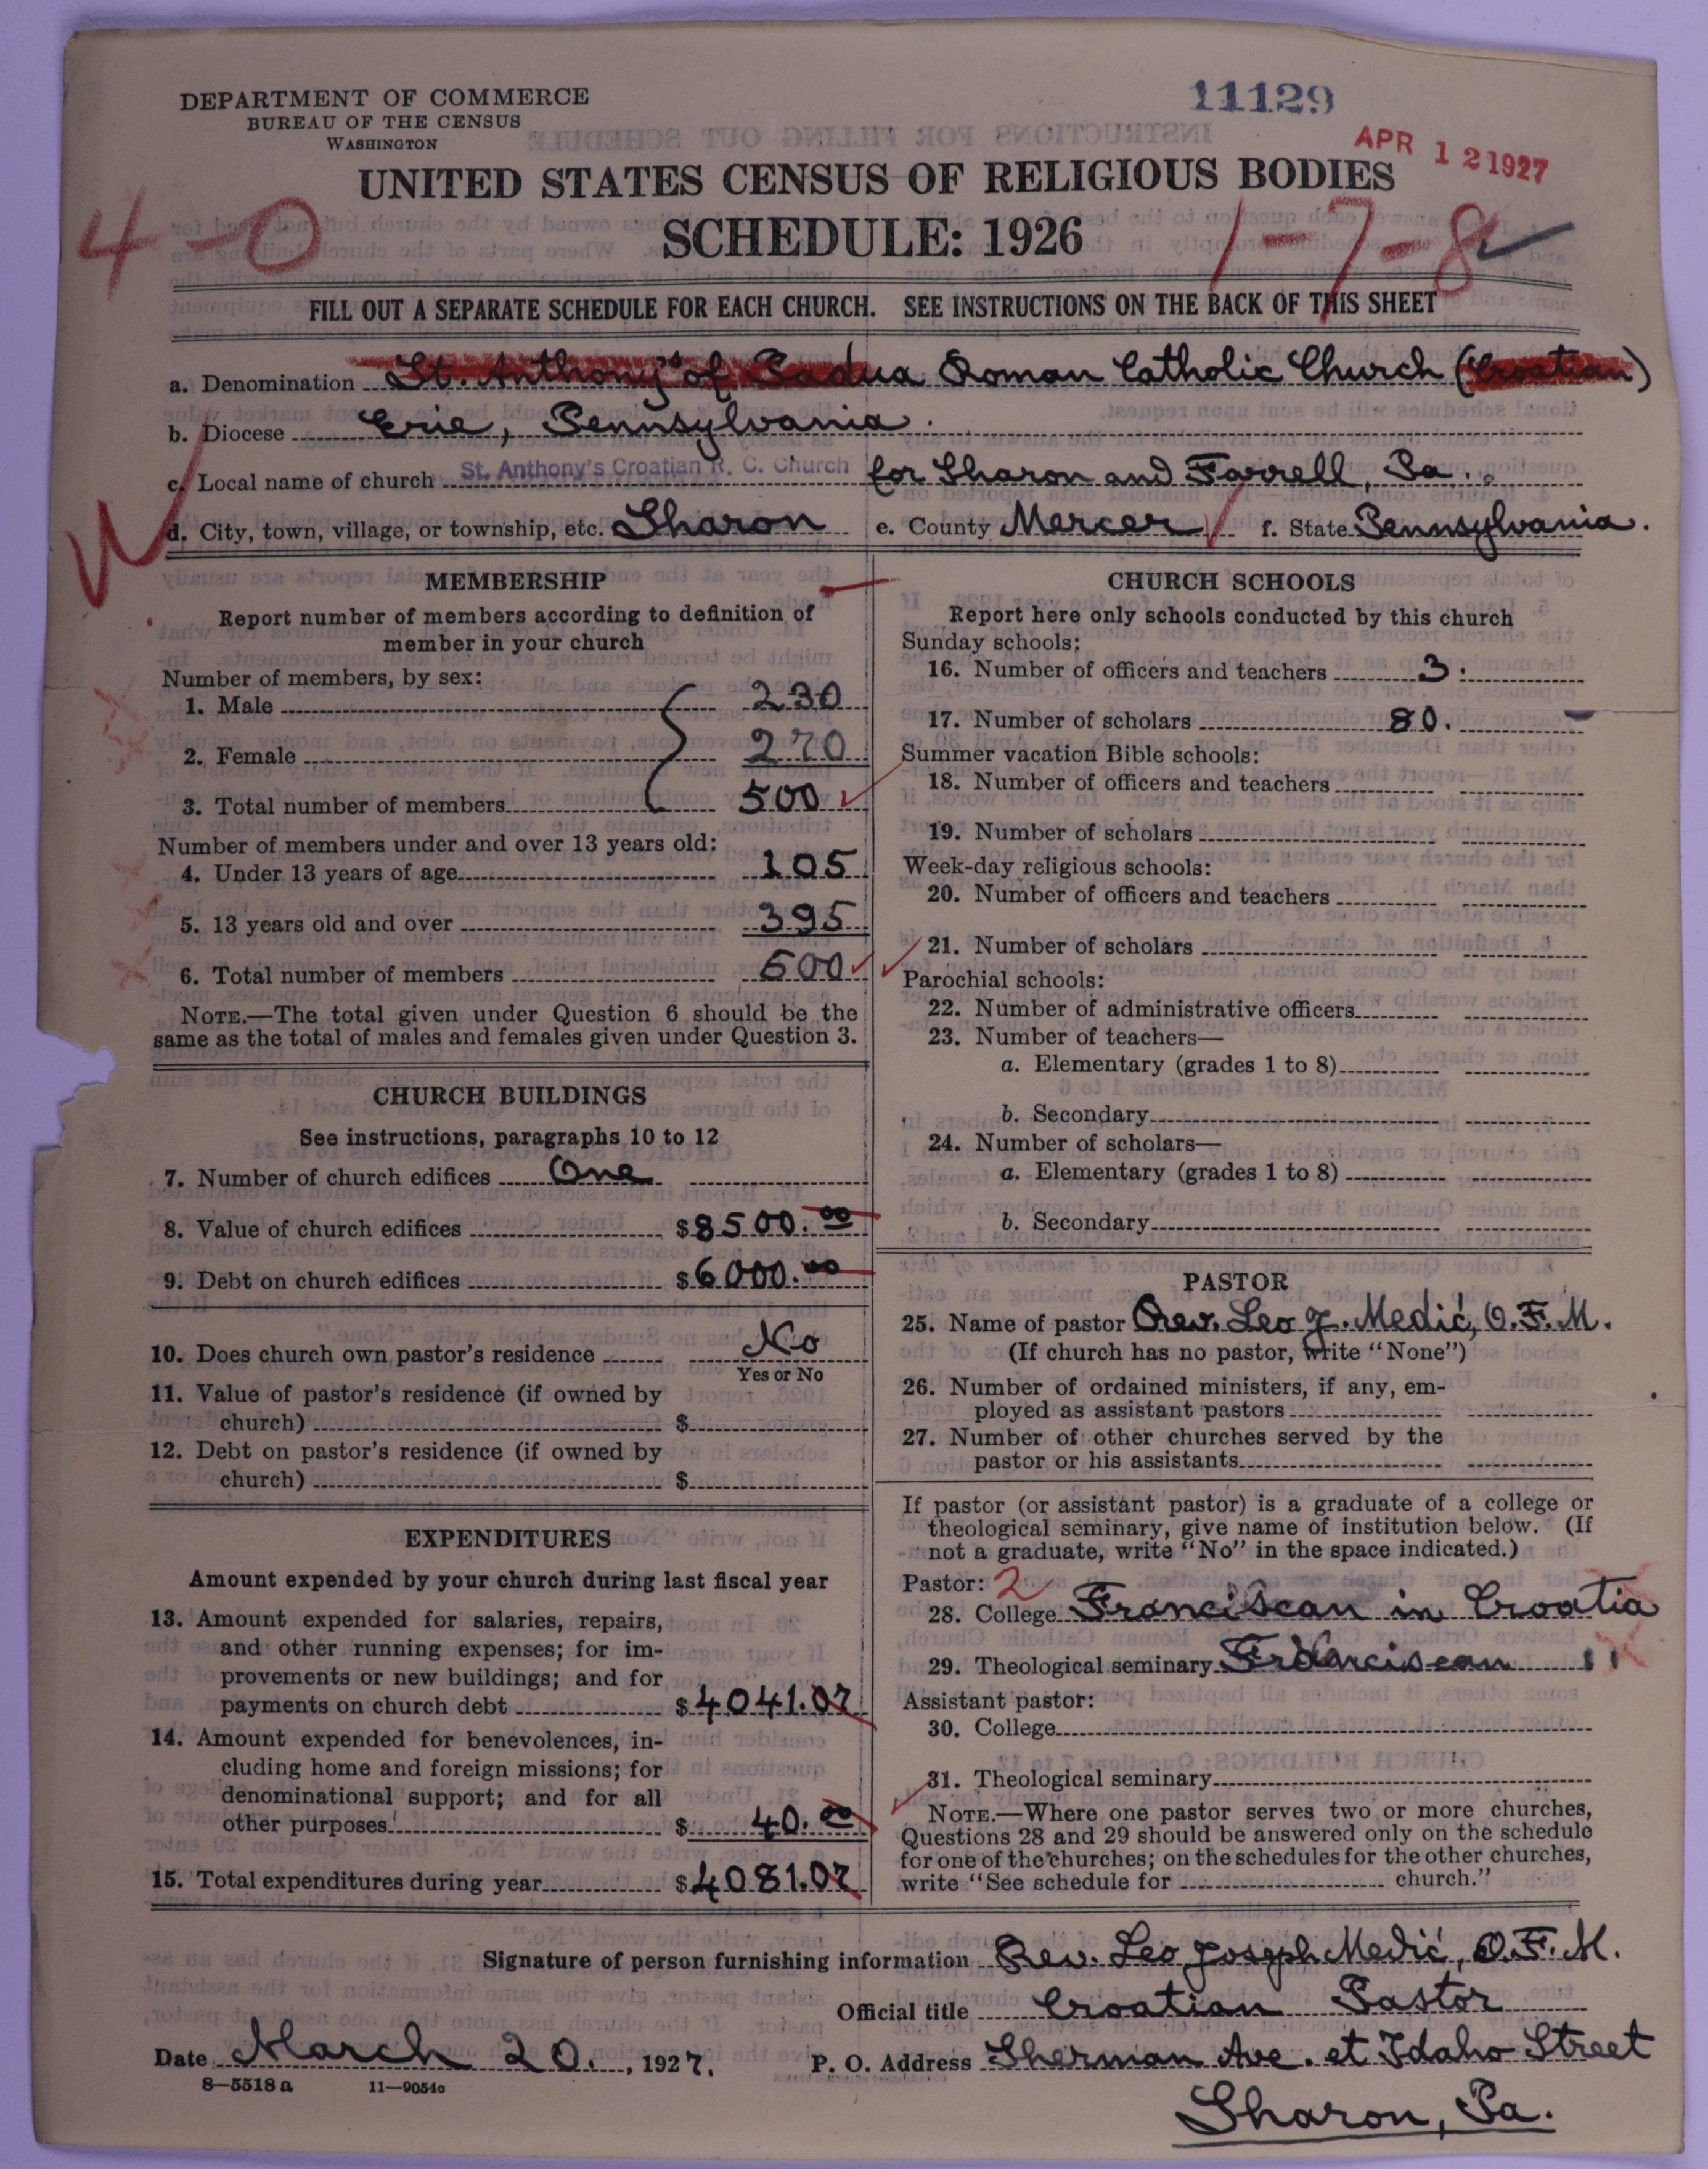 DEPARTMENT OF COMMERCE
BUREAU OF THE CENSUS
WASHINGTON
11129
APR 12 1927
UNITED STATES CENSUS OF RELIGIOUS BODIES
SCHEDULE: 1926
4-0
1-7-8
FILL OUT A SEPARATE SCHEDULE FOR EACH CHURCH. SEE INSTRUCTIONS ON THE BACK OF THIS SHEET
a. Denomination St. Anthony's of Padua Roman Catholic Church (Croatian)
b. Diocese Erie, Pennsylvania.
c. Local name of church St. Anthony's Croatian R. C. Church for Sharon and Farrell, Pa.
d. City, town, village, or township, etc. Sharon e. County Mercer f. State Pennsylvania.
MEMBERSHIP
Report number of members according to definition of
member in your church
Number of members, by sex:
1. Male 230
2. Female 270
3. Total number of members 500
Number of members under and over 13 years old:
4. Under 13 years of age 105
5. 13 years old and over 395
6. Total number of members 500
NOTE.—The total given under Question 6 should be the
same as the total of males and females given under Question 3.
CHURCH BUILDINGS
See instructions, paragraphs 10 to 12
7. Number of church edifices One
8. Value of church edifices $8500.00
9. Debt on church edifices $6000.00
10. Does church own pastor's residence No
Yes or No
11. Value of pastor's residence (if owned by
church) $
12. Debt on pastor's residence (if owned by
church) $
EXPENDITURES
Amount expended by your church during last fiscal year
13. Amount expended for salaries, repairs,
and other running expenses; for im-
provements or new buildings; and for
payments on church debt $4041.07
14. Amount expended for benevolences, in-
cluding home and foreign missions; for
denominational support; and for all
other purposes $ 40.00
15. Total expenditures during year $4081.07
CHURCH SCHOOLS
Report here only schools conducted by this church
Sunday schools:
16. Number of officers and teachers 3.
17. Number of scholars 80.
Summer vacation Bible schools:
18. Number of officers and teachers
19. Number of scholars
Week-day religious schools:
20. Number of officers and teachers
21. Number of scholars
Parochial schools:
22. Number of administrative officers
23. Number of teachers—
a. Elementary (grades 1 to 8)
b. Secondary
24. Number of scholars—
a. Elementary (grades 1 to 8)
b. Secondary
PASTOR
25. Name of pastor Rev. Leo J. Medić, O.F.M.
(If church has no pastor, write "None")
26. Number of ordained ministers, if any, em-
ployed as assistant pastors
27. Number of other churches served by the
pastor or his assistants
If pastor (or assistant pastor) is a graduate of a college or
theological seminary, give name of institution below. (If
not a graduate, write "No" in the space indicated.)
Pastor: 2
28. College Franciscan in Croatia
29. Theological seminary Franciscan " "
Assistant pastor:
30. College
31. Theological seminary
NOTE.—Where one pastor serves two or more churches,
Questions 28 and 29 should be answered only on the schedule
for one of the churches; on the schedules for the other churches,
write "See schedule for church."
Signature of person furnishing information Rev. Leo Joseph Medić, O.F.M.
Official title Croatian Pastor
Date March 20., 1927. P. O. Address Sherman Ave. et Idaho Street
8—5518 a 11—9054c
Sharon, Pa.